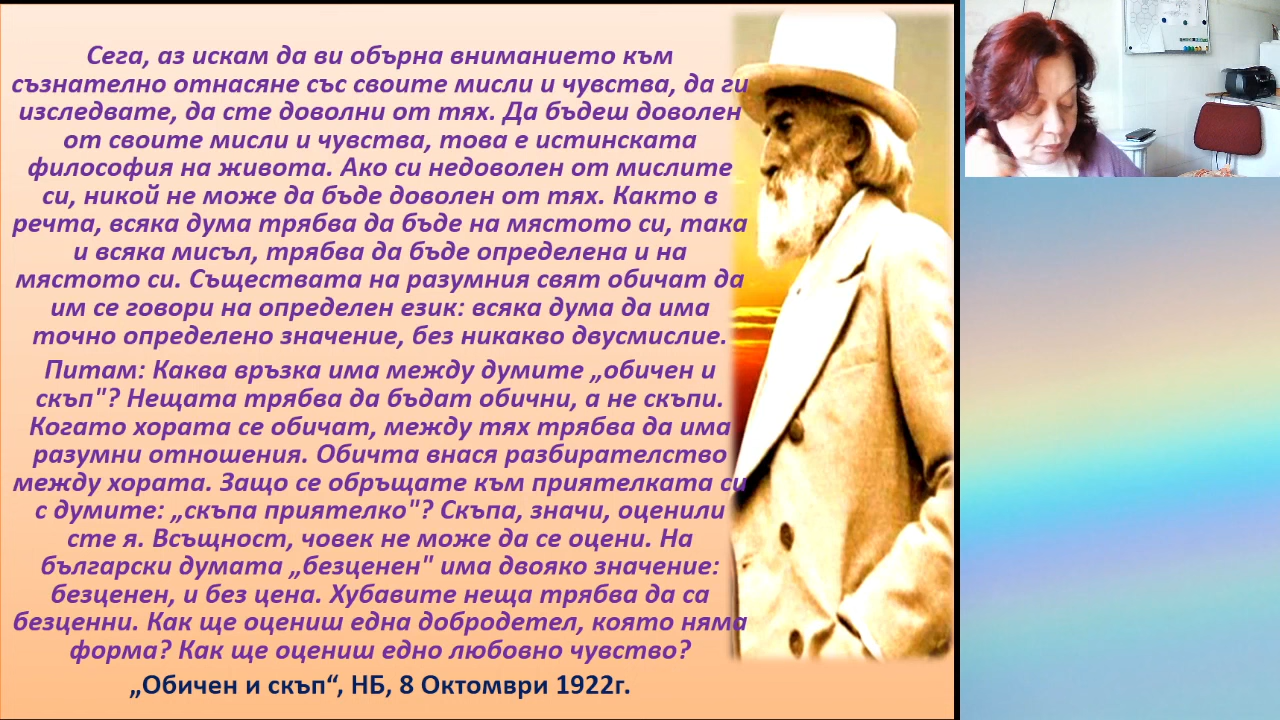 Сега, аз искам да ви обърна вниманието към
съзнателно отнасяне със своите мисли и чувства, да ги
изследвате, да сте доволни от тях. Да бъдеш доволен
от своите мисли и чувства, това е истинската
философия на живота. Ако си недоволен от мислите
си, никой не може да бъде доволен от тях. Както в
речта, всяка дума трябва да бъде на мястото си, така
и всяка мисъл, трябва да бъде определена и на
мястото си. Съществата на разумния свят обичат да
им се говори на определен език: всяка дума да има
точно определено значение, без никакво двусмислие.
Питам: Каква връзка има между думите „обичен и
скъп"? Нещата трябва да бъдат обични, а не скъпи.
Когато хората се обичат, между тях трябва да има
разумни отношения. Обичта внася разбирателство
между хората. Защо се обръщате към приятелката си
с думите: „скъпа приятелко"? Скъпа, значи, оценили
сте я. Всъщност, човек не може да се оцени. На
български думата „безценен" има двояко значение:
безценен, и без цена. Хубавите неща трябва да са
безценни. Как ще оцениш една добродетел, която няма
форма? Как ще оцениш едно любовно чувство?
„Обичен и скъп“, НБ, 8 Октомври 1922г.